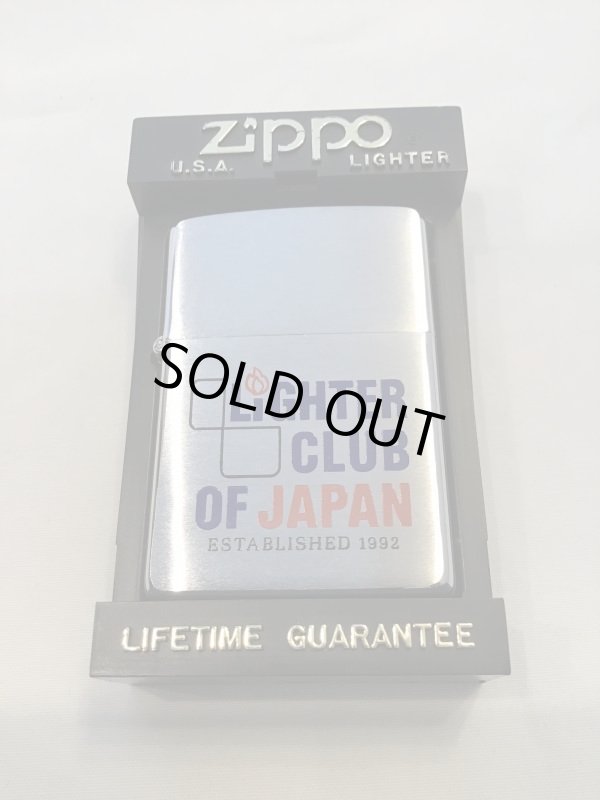 Zippo
U.S.A. LIGHTER
SOLD OUT
LIGHTER
CLUB
OF JAPAN
ESTABLISHED 1992
LIFETIME GUARANTEE